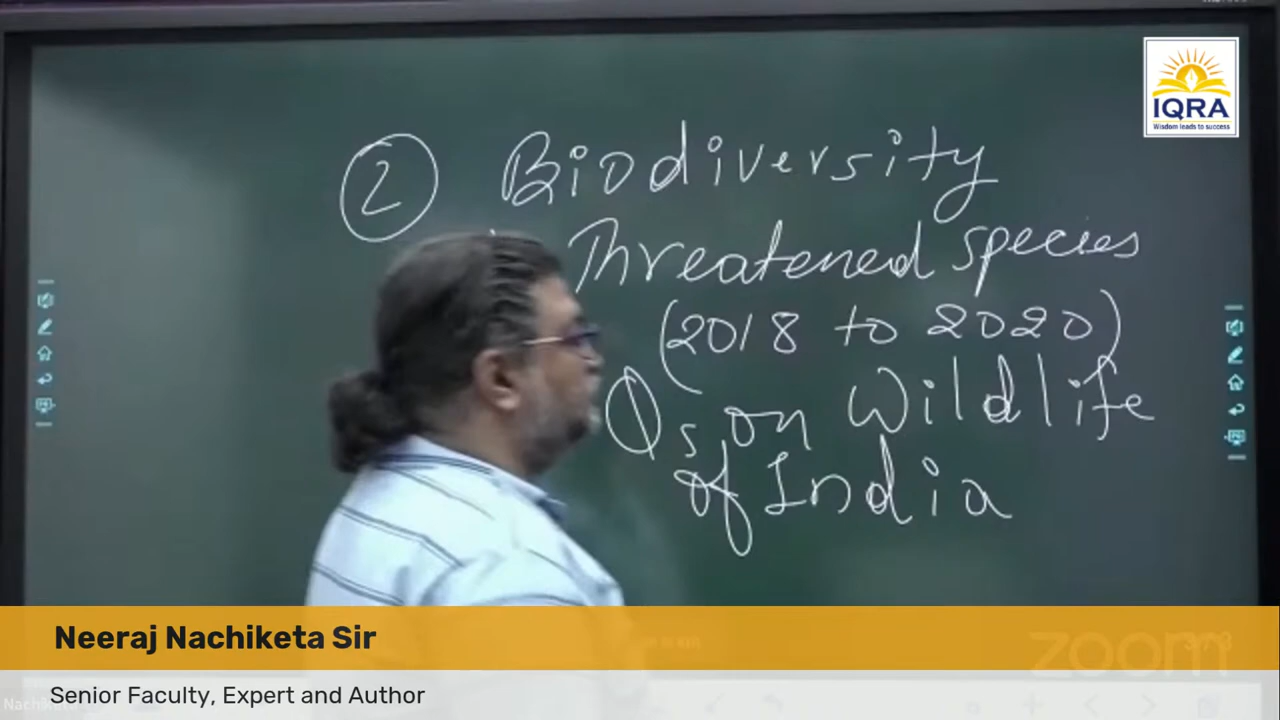 IQRA
Wisdom leads to success
2 Biodiversity
Threatened species
(2018 to 2020)
Qs on Wildlife
of India
Neeraj Nachiketa Sir
zoom
Senior Faculty, Expert and Author